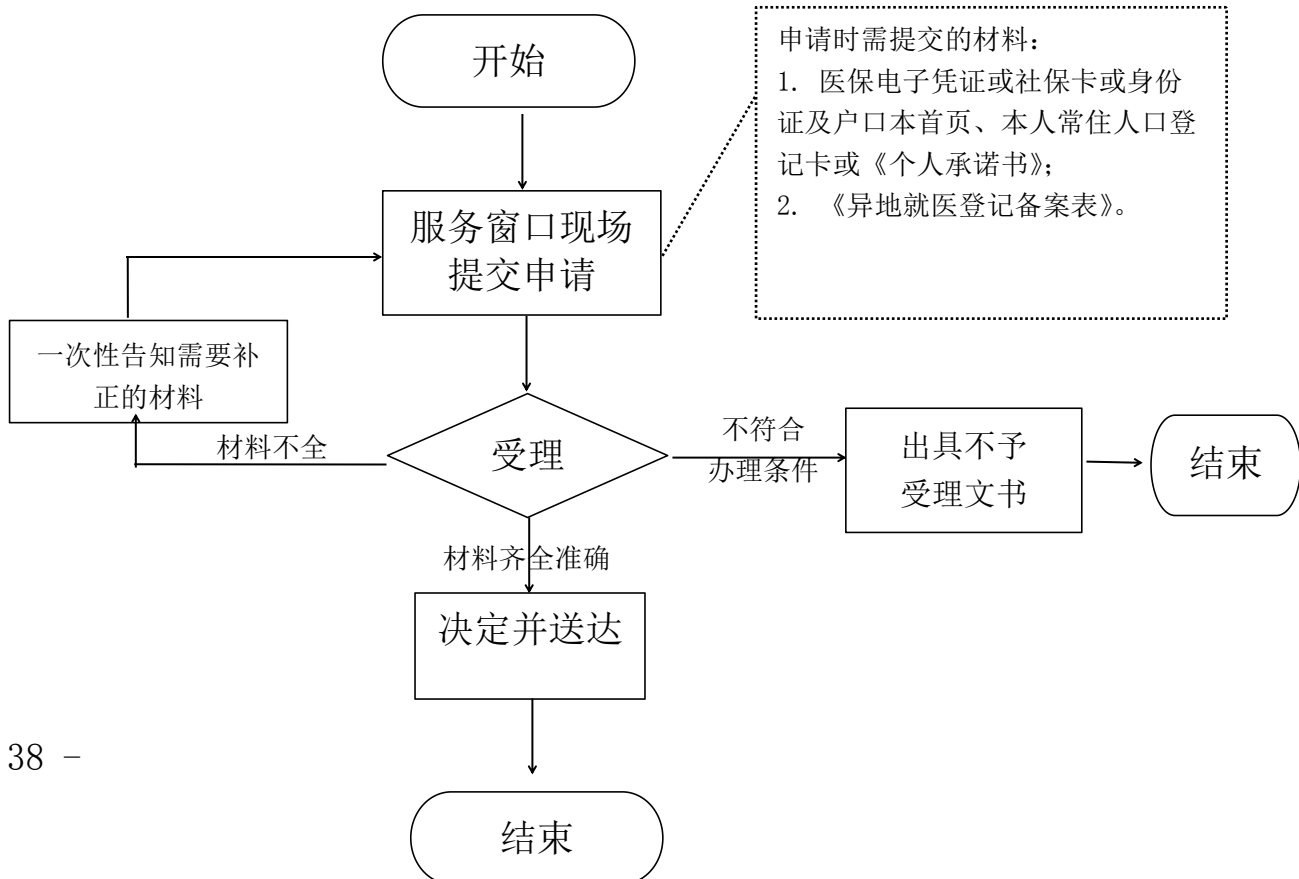 开始
申请时需提交的材料：
1. 医保电子凭证或社保卡或身份
证及户口本首页、本人常住人口登
记卡或《个人承诺书》；
2. 《异地就医登记备案表》。
服务窗口现场
提交申请
一次性告知需要补
正的材料
材料不全
受理
不符合
办理条件
出具不予
受理文书
结束
材料齐全准确
决定并送达
38 -
结束